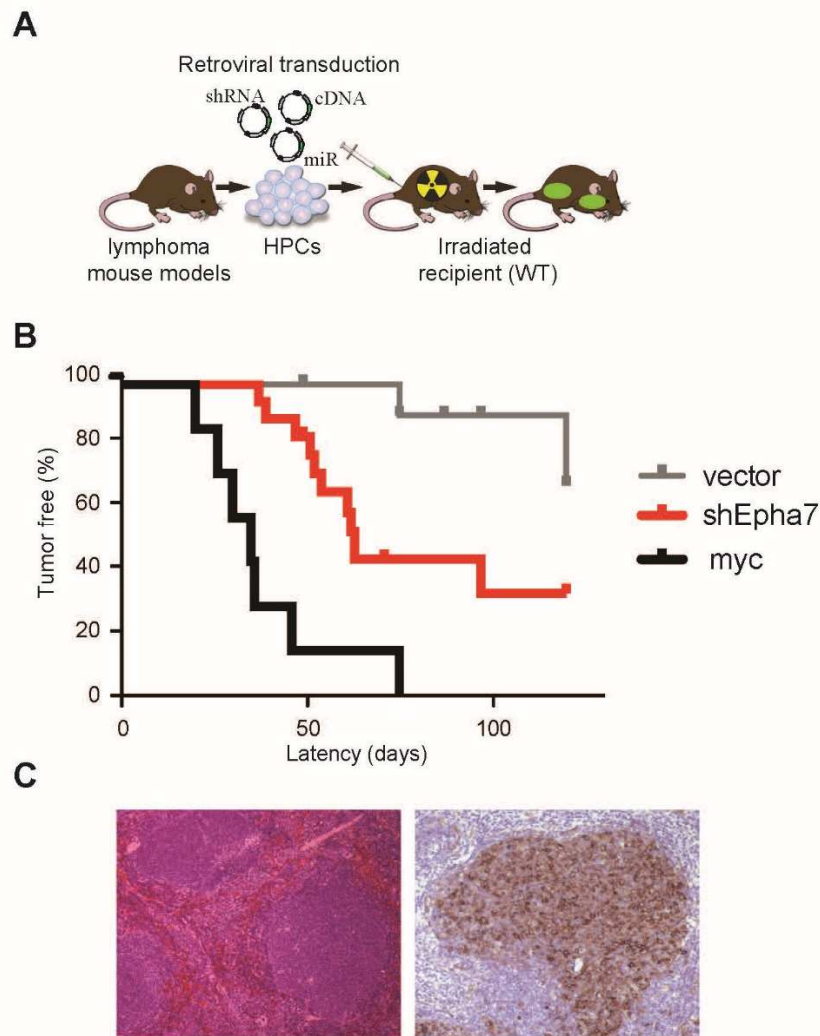 A
Retroviral transduction
shRNA
cDNA
miR
lymphoma
mouse models
HPCs
Irradiated
recipient (WT)
B
100
80
60
40
20
0
Tumor free (%)
0
50
100
Latency (days)
vector
shEpha7
myc
C